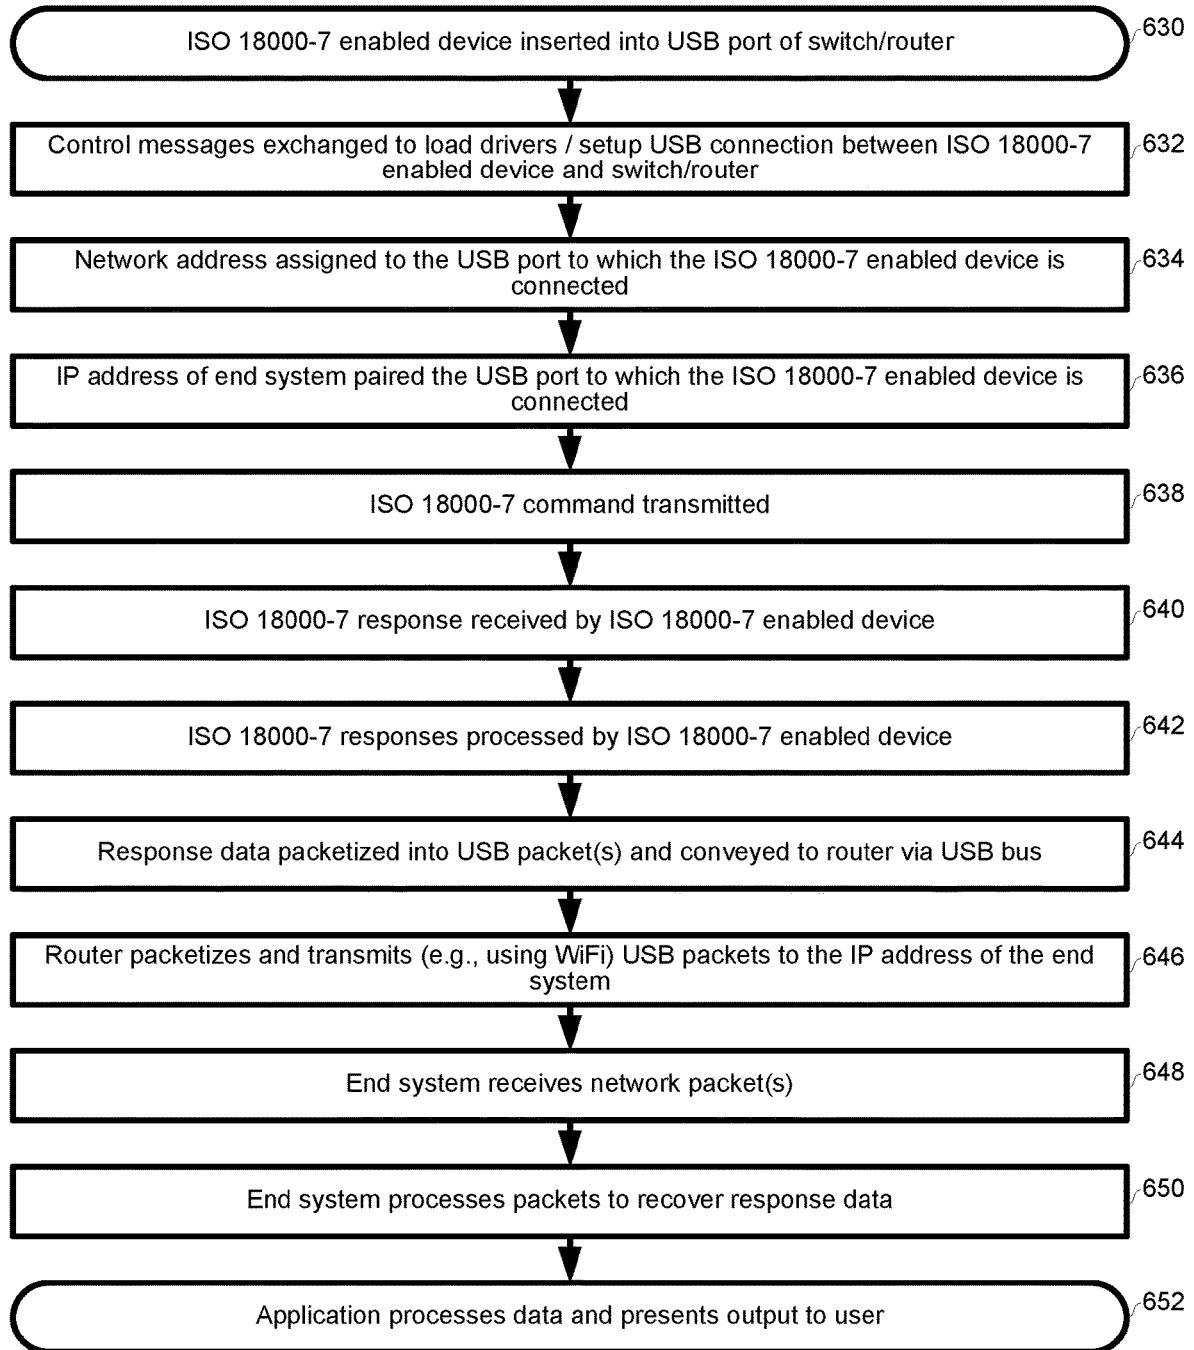 ISO 18000-7 enabled device inserted into USB port of switch/router
630
Control messages exchanged to load drivers / setup USB connection between ISO 18000-7
enabled device and switch/router
632
Network address assigned to the USB port to which the ISO 18000-7 enabled device is
connected
634
IP address of end system paired the USB port to which the ISO 18000-7 enabled device is
connected
636
ISO 18000-7 command transmitted
638
ISO 18000-7 response received by ISO 18000-7 enabled device
640
ISO 18000-7 responses processed by ISO 18000-7 enabled device
642
Response data packetized into USB packet(s) and conveyed to router via USB bus
644
Router packetizes and transmits (e.g., using WiFi) USB packets to the IP address of the end
system
646
End system receives network packet(s)
648
End system processes packets to recover response data
650
Application processes data and presents output to user
652